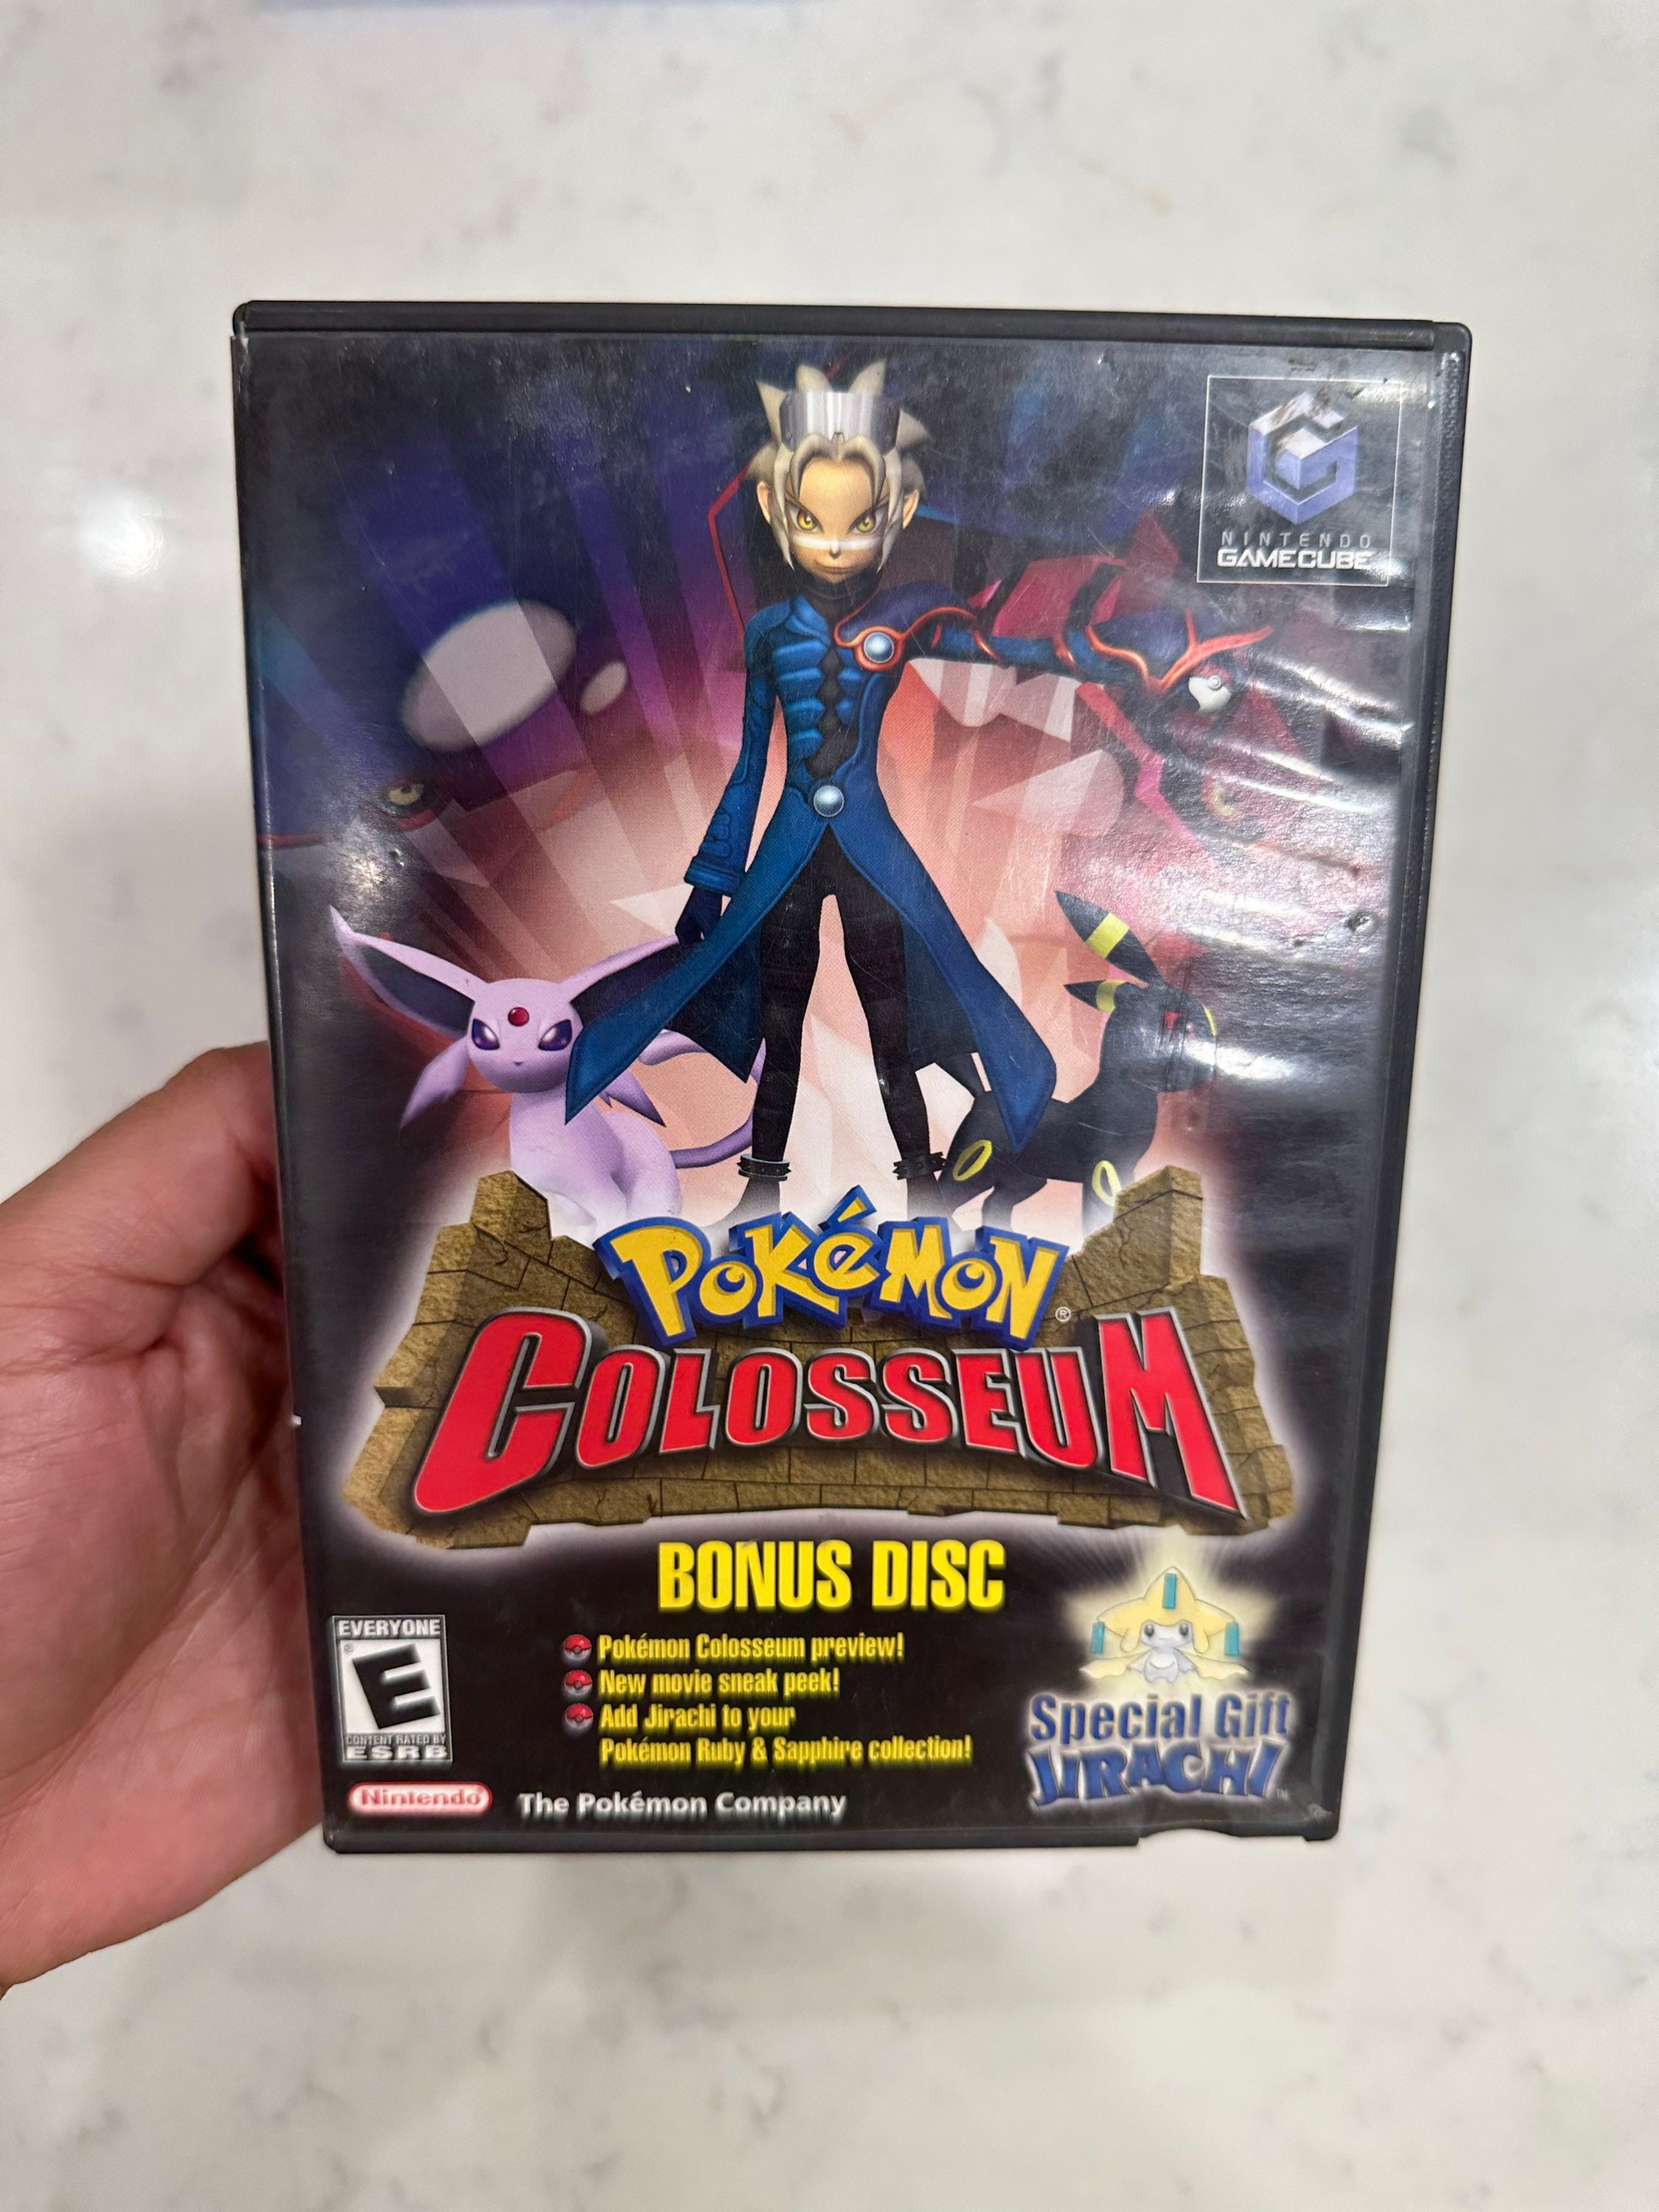 NINTENDO
GAMECUBE
POKéMON®
COLOSSEUM
BONUS DISC
Pokémon Colosseum preview!
New movie sneak peek!
Add Jirachi to your
Pokémon Ruby & Sapphire collection!
EVERYONE
E
®
CONTENT RATED BY
ESRB
Special Gift
JIRACHI™
Nintendo®
The Pokémon Company